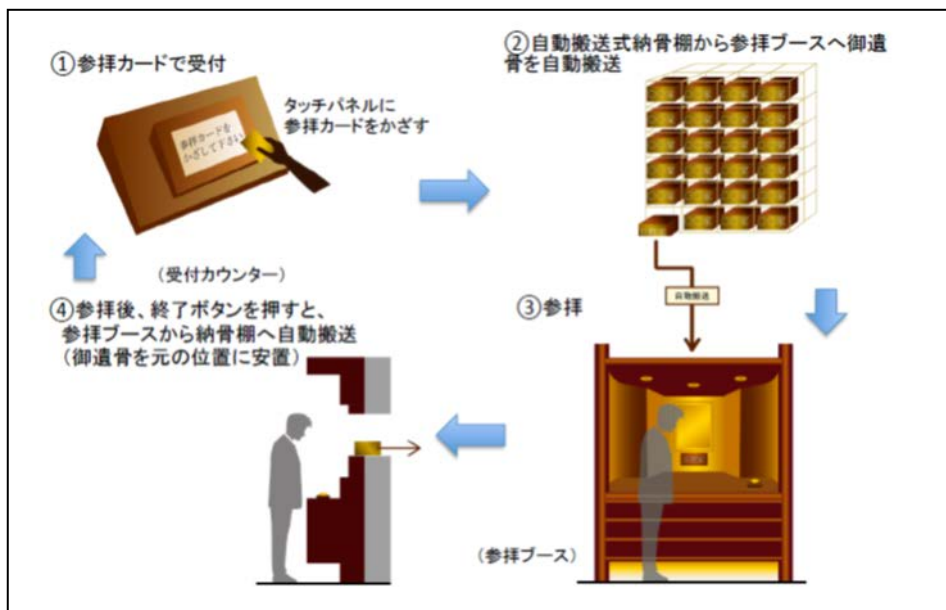 ①参拝カードで受付
タッチパネルに
参拝カードをかざす
参拝カードを
かざして下さい
(受付カウンター)
②自動搬送式納骨棚から参拝ブースへ御遺
骨を自動搬送
自動搬送
③参拝
(参拝ブース)
④参拝後、終了ボタンを押すと、
参拝ブースから納骨棚へ自動搬送
(御遺骨を元の位置に安置)